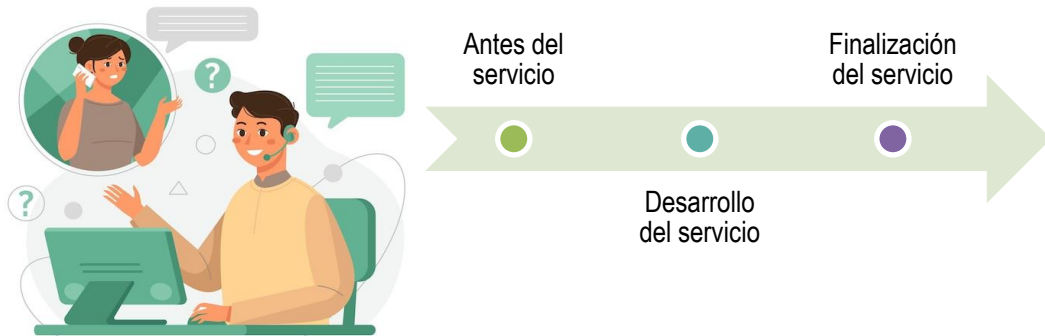 Antes del
servicio
Desarrollo
del servicio
Finalización
del servicio
?
?